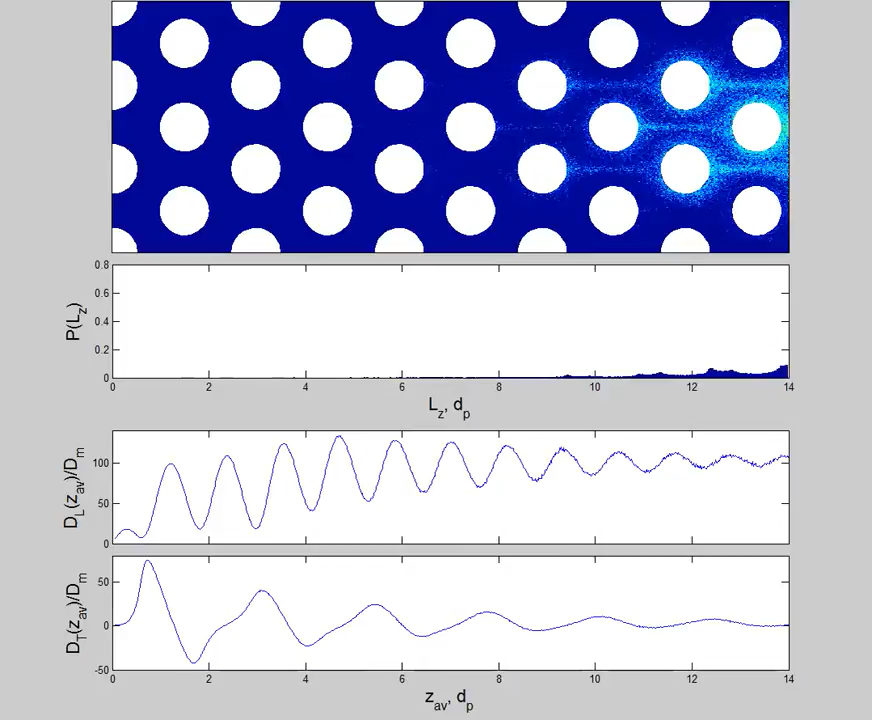 0.8
0.6
0.4
0.2
0
P(L_z)
0 2 4 6 8 10 12 14
L_z, d_p
100
50
0
D_L(z_av)/D_m
50
0
-50
D_T(z_av)/D_m
0 2 4 6 8 10 12 14
z_av, d_p